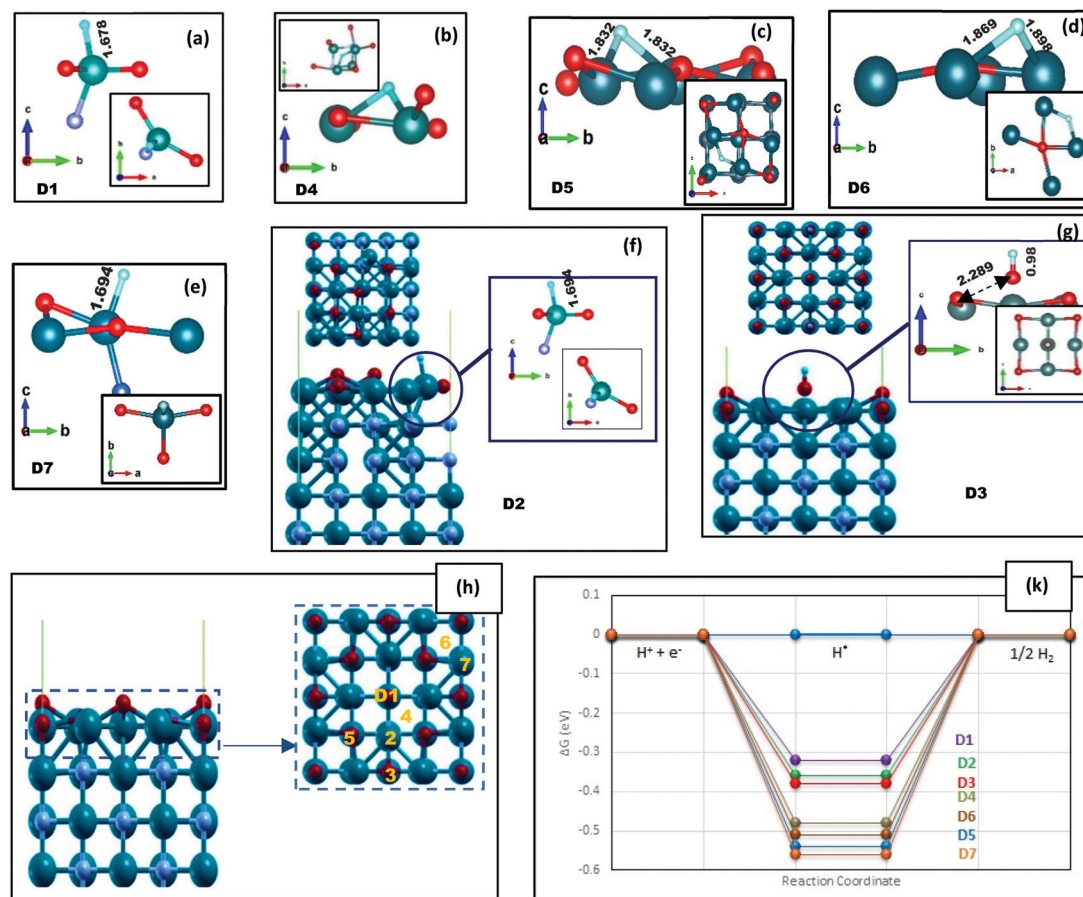 (a)
1.678
c
b
b
a
D1
(b)
b
c
b
D4
(c)
1.832
1.832
c
a
b
D5
(d)
1.869
1.898
c
a
b
b
a
D6
(e)
1.694
c
a
b
b
a
D7
(f)
1.694
c
b
b
a
D2
(g)
2.289
0.98
c
b
D3
(h)
6
7
D1
4
5
2
3
(k)
0.1
0
-0.1
-0.2
-0.3
-0.4
-0.5
-0.6
ΔG (eV)
H⁺ + e⁻
H*
1/2 H₂
D1
D2
D3
D4
D6
D5
D7
Reaction Coordinate